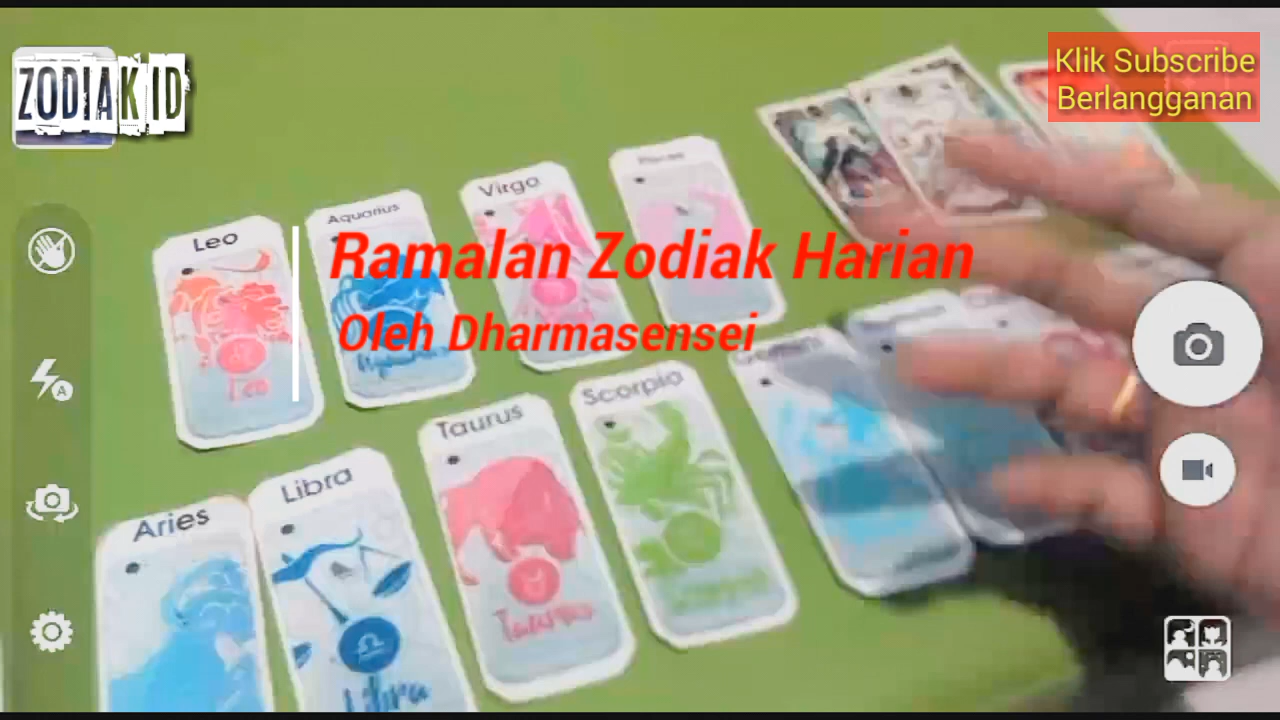 ZODIAK ID
Klik Subscribe
Berlangganan
Ramalan Zodiak Harian
Oleh Dharmasensei
Leo
Aquarius
Virgo
Pisces
Leo
Aries
Libra
Taurus
Scorpio
Gemini
Taurus
Libra
A